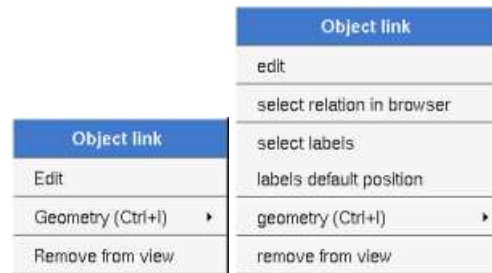 Object link
Edit
Geometry (Ctrl+I)
Remove from view
Object link
edit
select relation in browser
select labels
labels default position
geometry (Ctrl+I)
remove from view